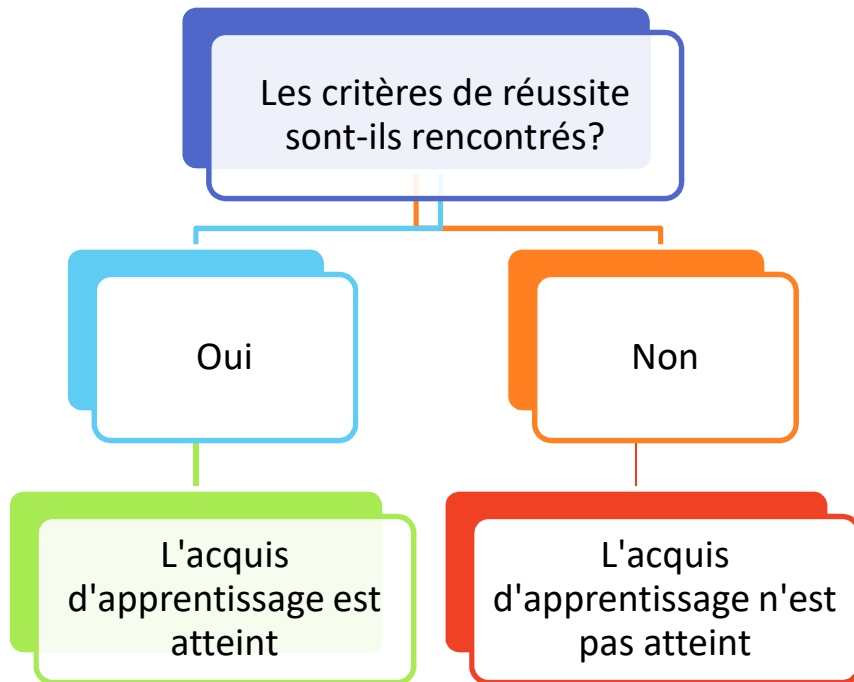 Les critères de réussite
sont-ils rencontrés?
Oui
Non
L'acquis
d'apprentissage est
atteint
L'acquis
d'apprentissage n'est
pas atteint